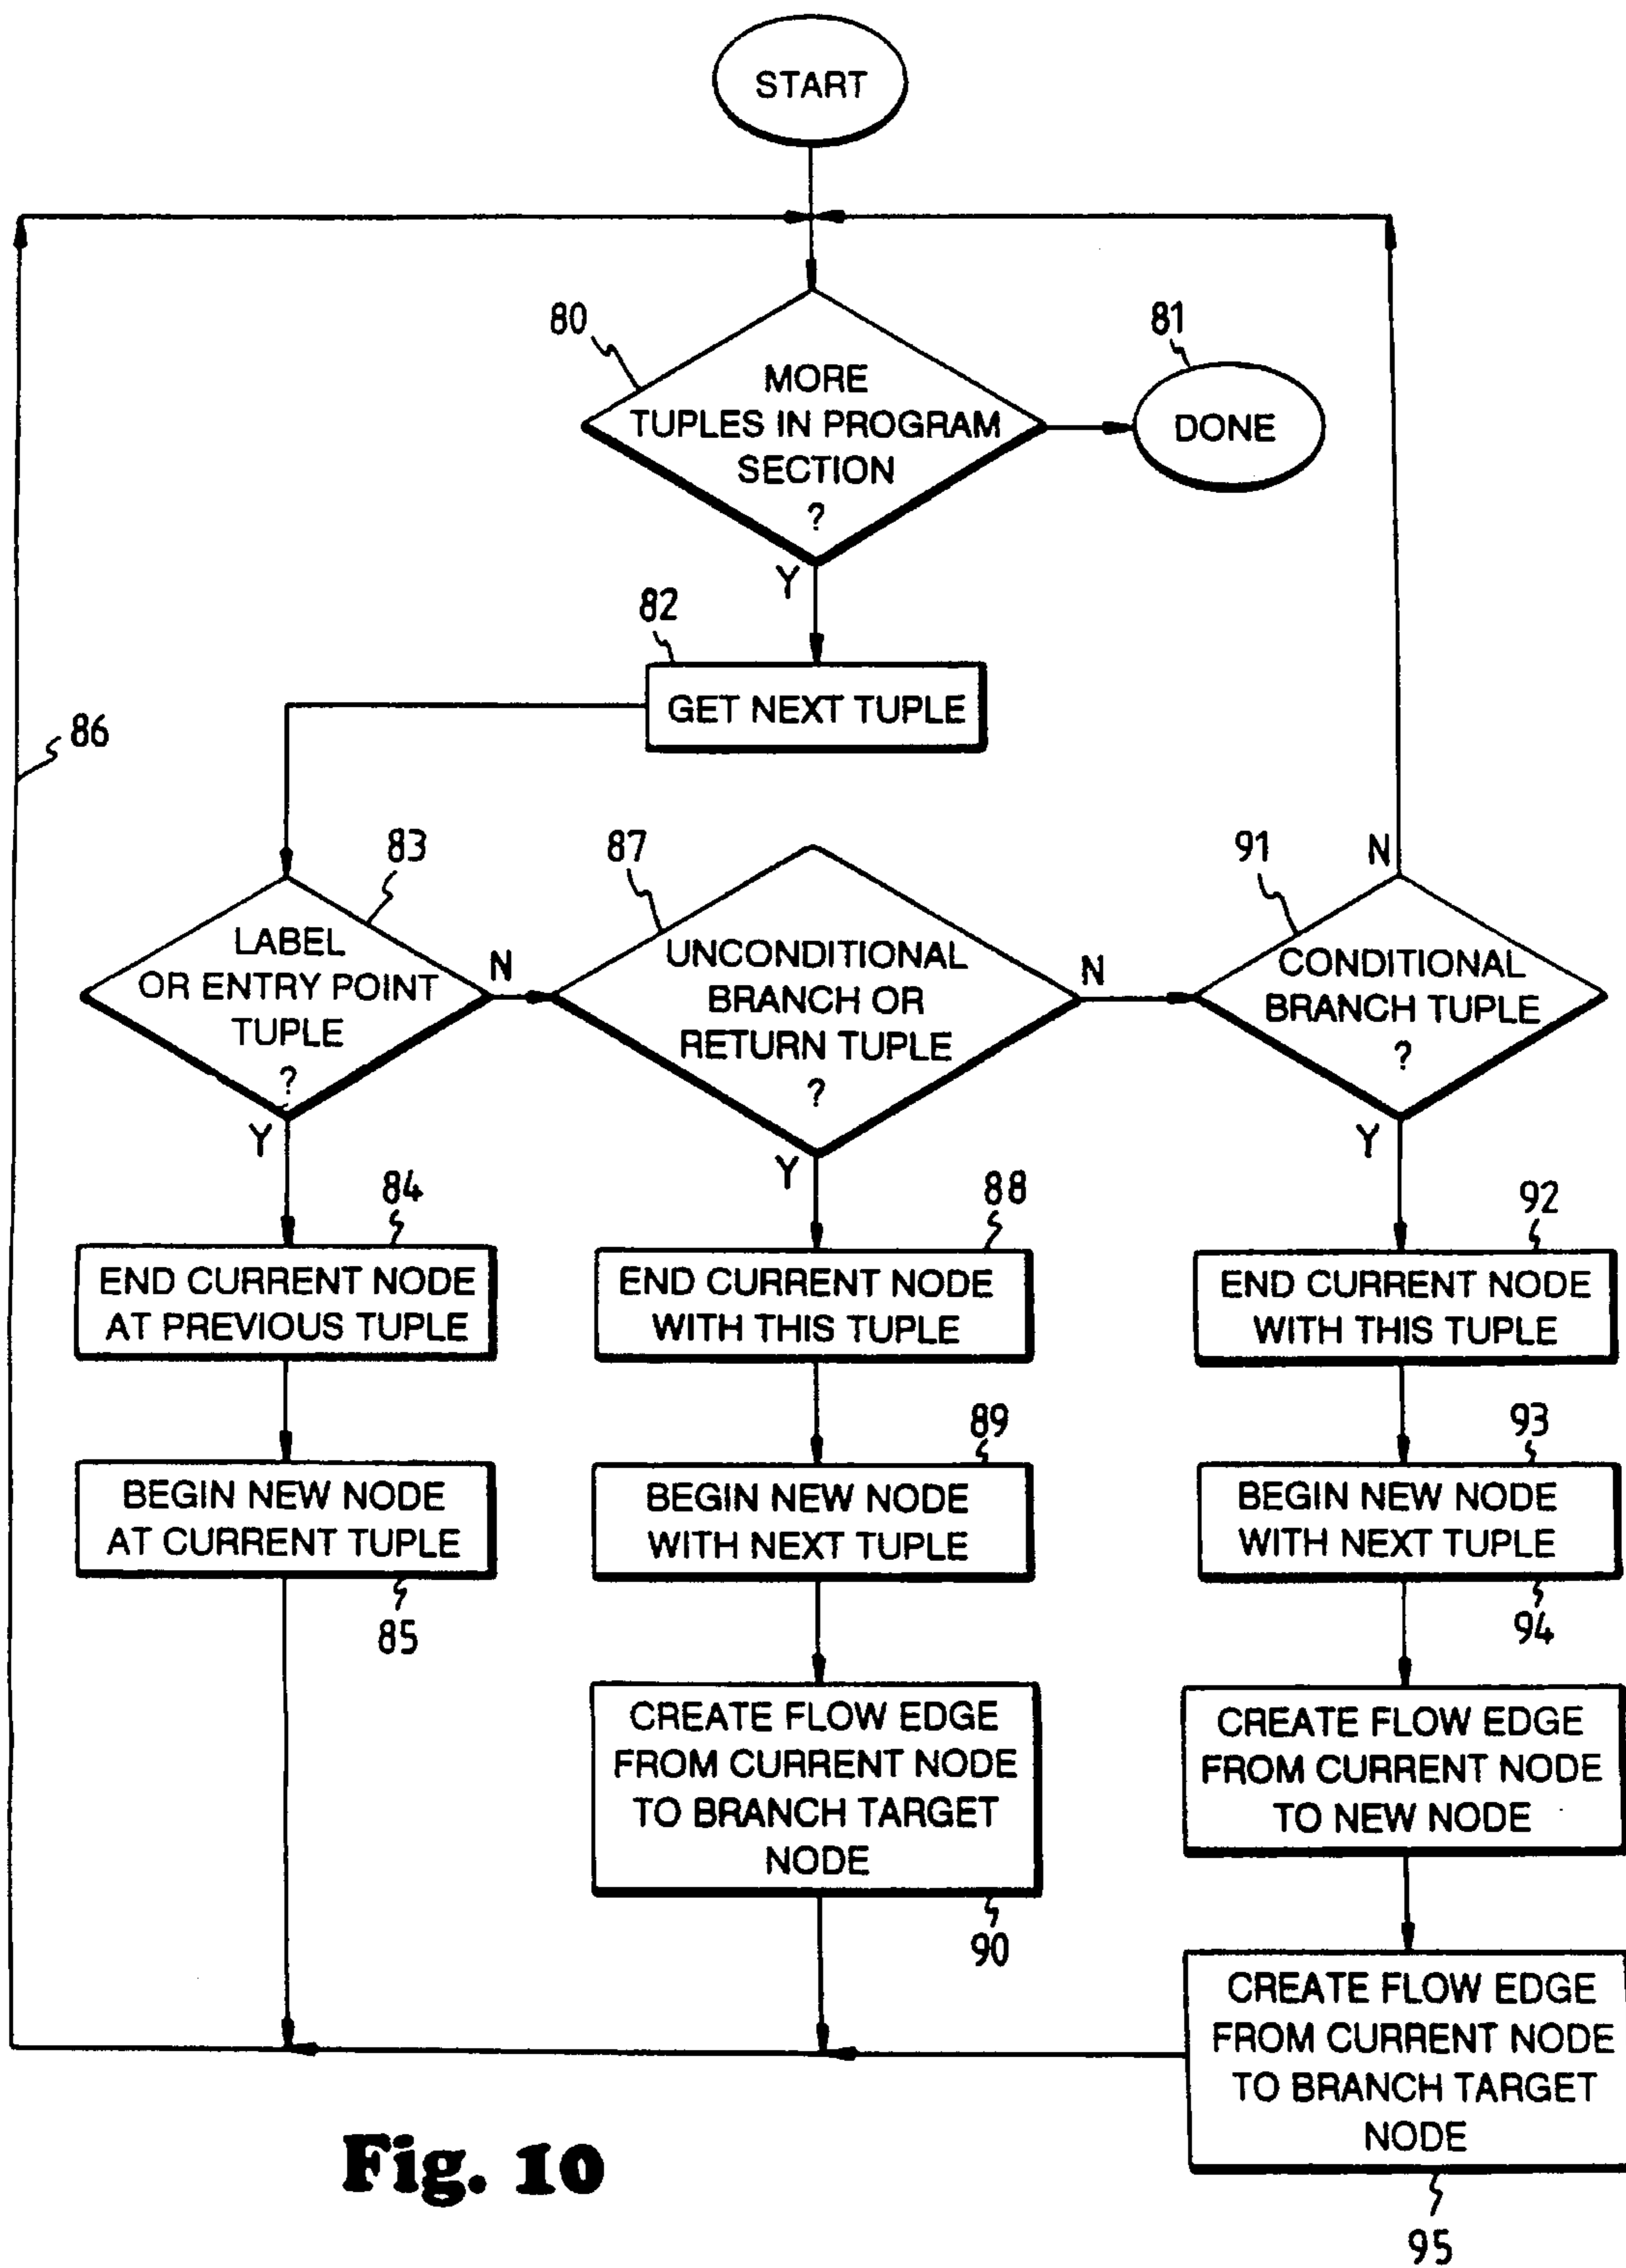 START
80
MORE
TUPLES IN PROGRAM
SECTION
?
81
DONE
Y
82
GET NEXT TUPLE
86
83
LABEL
OR ENTRY POINT
TUPLE
?
N
87
UNCONDITIONAL
BRANCH OR
RETURN TUPLE
?
N
91
N
CONDITIONAL
BRANCH TUPLE
?
Y
Y
Y
84
END CURRENT NODE
AT PREVIOUS TUPLE
88
END CURRENT NODE
WITH THIS TUPLE
92
END CURRENT NODE
WITH THIS TUPLE
BEGIN NEW NODE
AT CURRENT TUPLE
85
89
BEGIN NEW NODE
WITH NEXT TUPLE
93
BEGIN NEW NODE
WITH NEXT TUPLE
94
CREATE FLOW EDGE
FROM CURRENT NODE
TO BRANCH TARGET
NODE
90
CREATE FLOW EDGE
FROM CURRENT NODE
TO NEW NODE
CREATE FLOW EDGE
FROM CURRENT NODE
TO BRANCH TARGET
NODE
95
Fig. 10